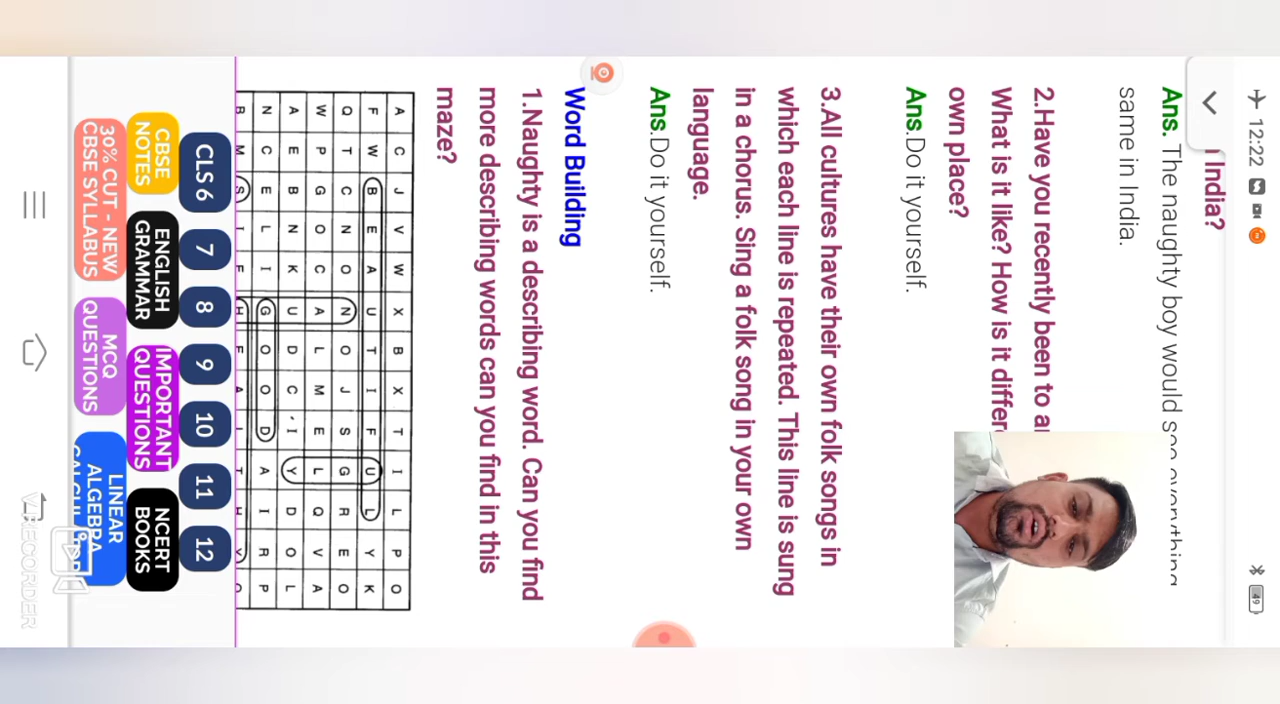 12:22
49
India?
Ans. The naughty boy would see everything
same in India.
2.Have you recently been to
What is it like? How is it
own place?
Ans.Do it yourself.
3.All cultures have their own folk songs in
which each line is repeated. This line is sung
in a chorus. Sing a folk song in your own
language.
Ans.Do it yourself.
Word Building
1.Naughty is a describing word. Can you find
more describing words can you find in this
maze?
A C J V W X B X T I L P O
F W B E A U T I F U L Y K
Q T C N O N O J S G R E O
W P G O C A L M E L Q V A
A E B N K U D C 'I Y D O L
N C E L I G O O D A I R P
CLS 6 7 8 9 10 11 12
CBSE NOTES
ENGLISH GRAMMAR
IMPORTANT QUESTIONS
NCERT BOOKS
30% CUT - NEW CBSE SYLLABUS
MCQ QUESTIONS
LINEAR ALGEBRA
RECORDER